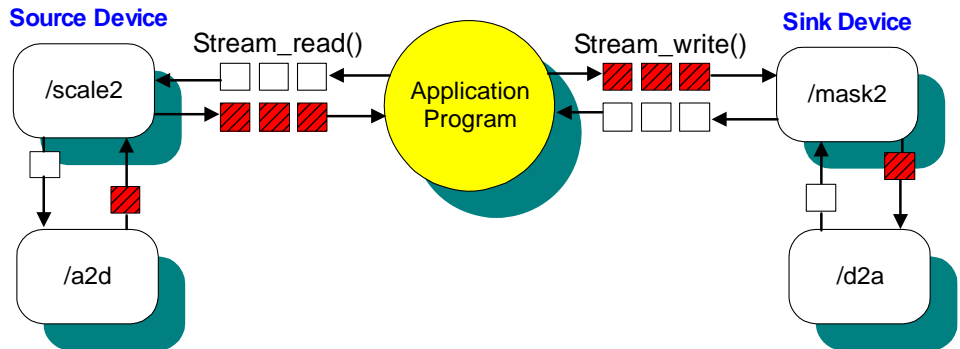 Source Device
Sink Device
Stream_read()
Stream_write()
/scale2
Application
Program
/mask2
/a2d
/d2a